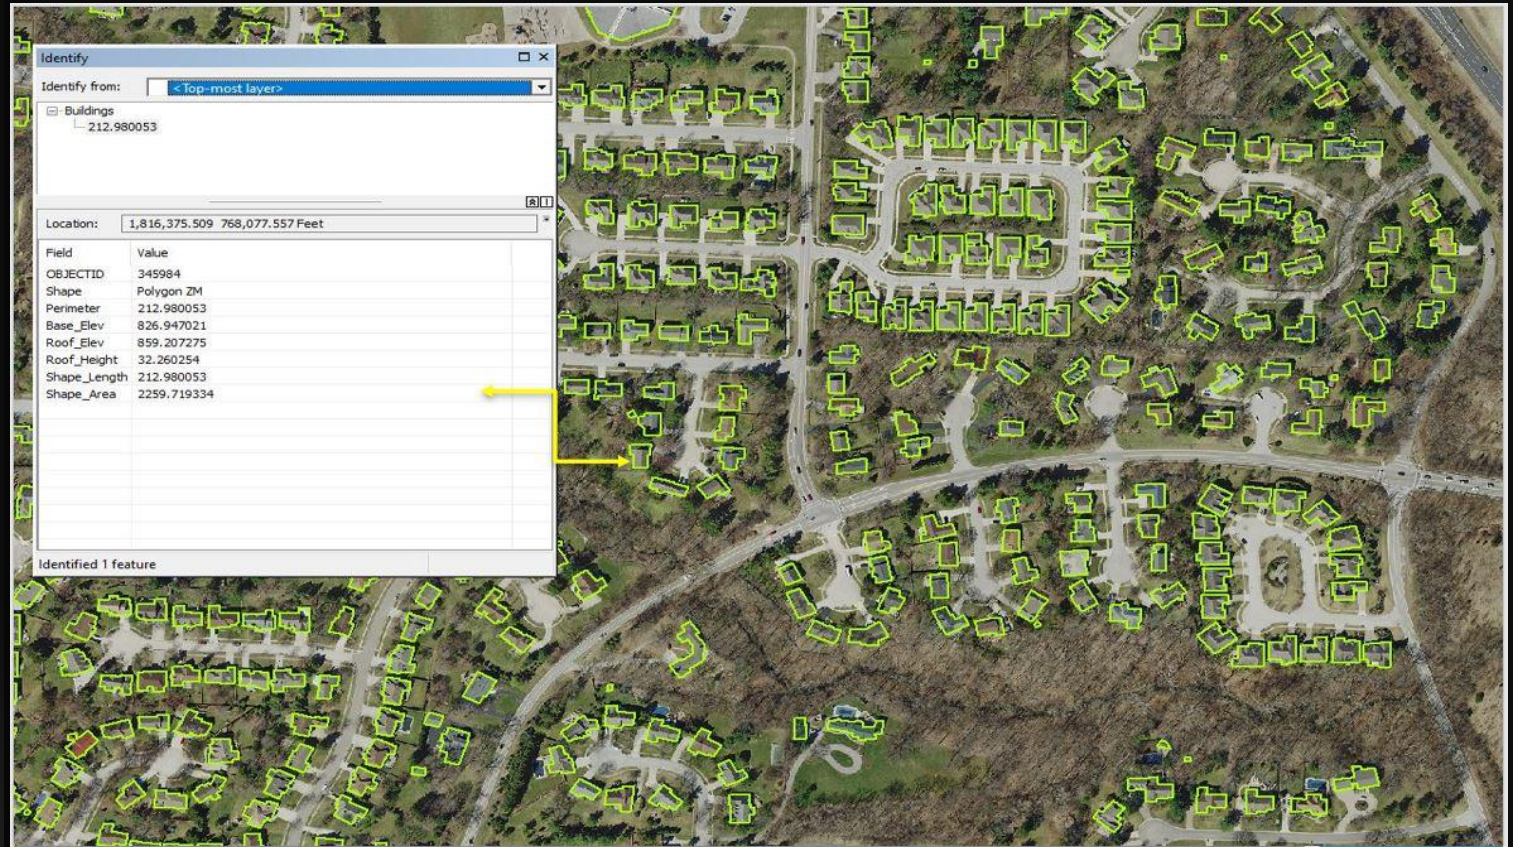 Identify
Identify from: <Top-most layer>
Buildings
212.980053
Location: 1,816,375.509 768,077.557 Feet
Field Value
OBJECTID 345984
Shape Polygon ZM
Perimeter 212.980053
Base_Elev 826.947021
Roof_Elev 859.207275
Roof_Height 32.260254
Shape_Length 212.980053
Shape_Area 2259.719334
Identified 1 feature